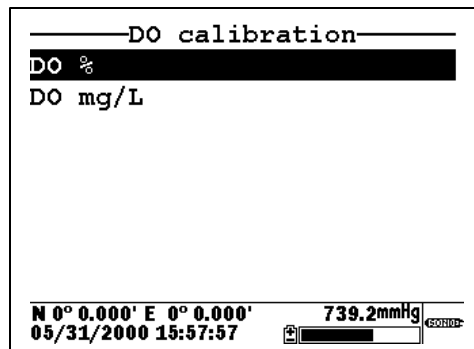 DO calibration
DO %
DO mg/L
N 0° 0.000' E 0° 0.000' 739.2mmHg
05/31/2000 15:57:57
SONDE